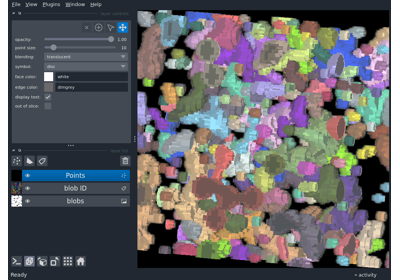 File View Plugins Window Help
opacity: 1.00
point size: 10
blending: translucent
symbol: disc
face color: white
edge color: dimgrey
display text:
out of slice:
Points
blob ID
blobs
Ready
activity